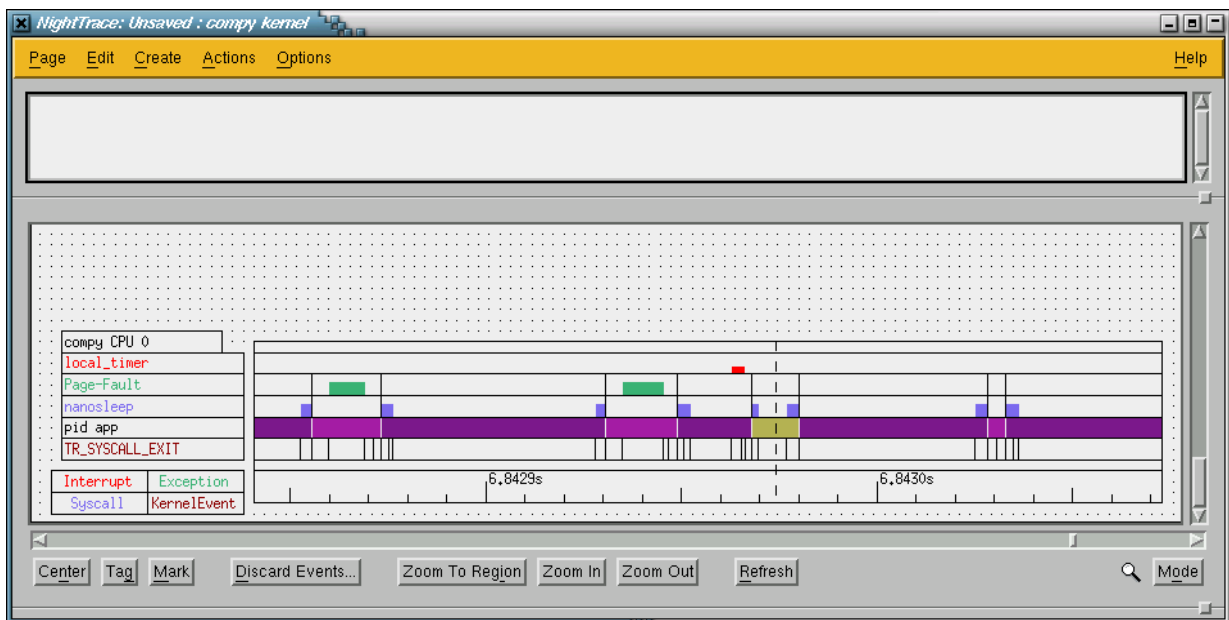 NightTrace: Unsaved : compy kernel
Page Edit Create Actions Options Help
compy CPU 0
local_timer
Page-Fault
nanosleep
pid app
TR_SYSCALL_EXIT
Interrupt Exception 6.8429s 6.8430s
Syscall KernelEvent
Center Tag Mark Discard Events... Zoom To Region Zoom In Zoom Out Refresh Mode